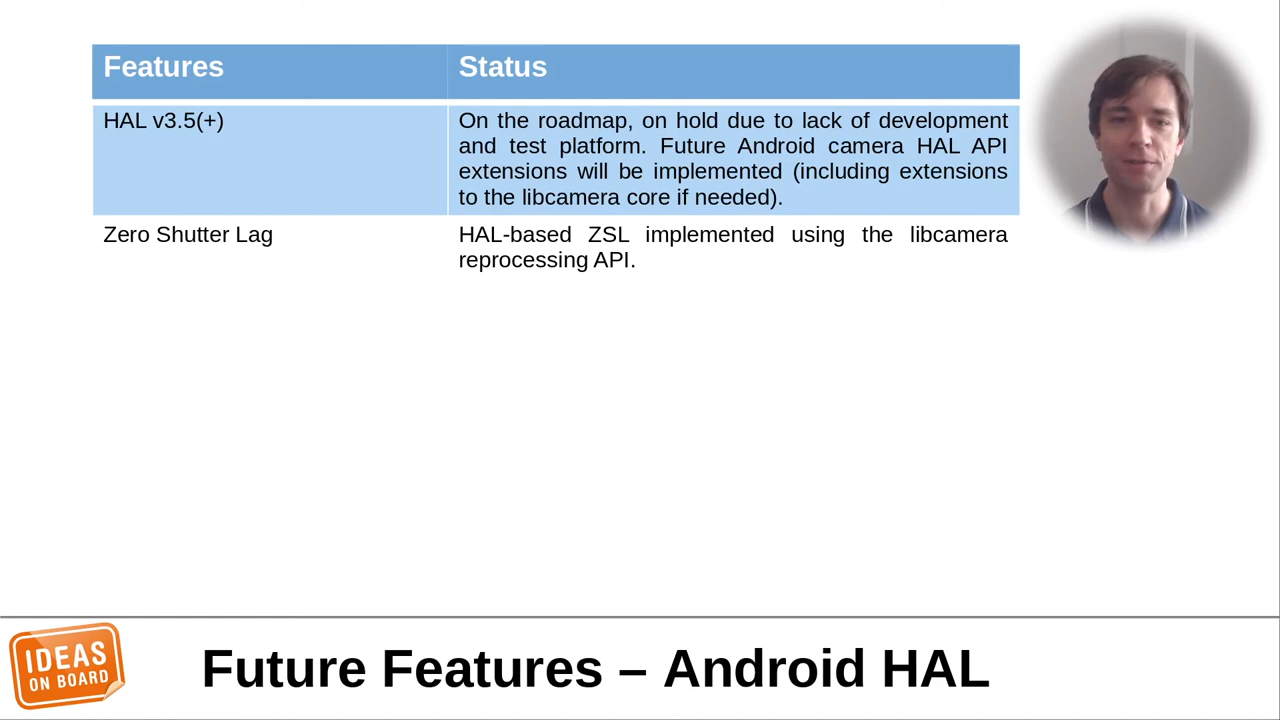 Features Status
HAL v3.5(+) On the roadmap, on hold due to lack of development
and test platform. Future Android camera HAL API
extensions will be implemented (including extensions
to the libcamera core if needed).
Zero Shutter Lag HAL-based ZSL implemented using the libcamera
reprocessing API.
IDEAS
ON BOARD
Future Features – Android HAL